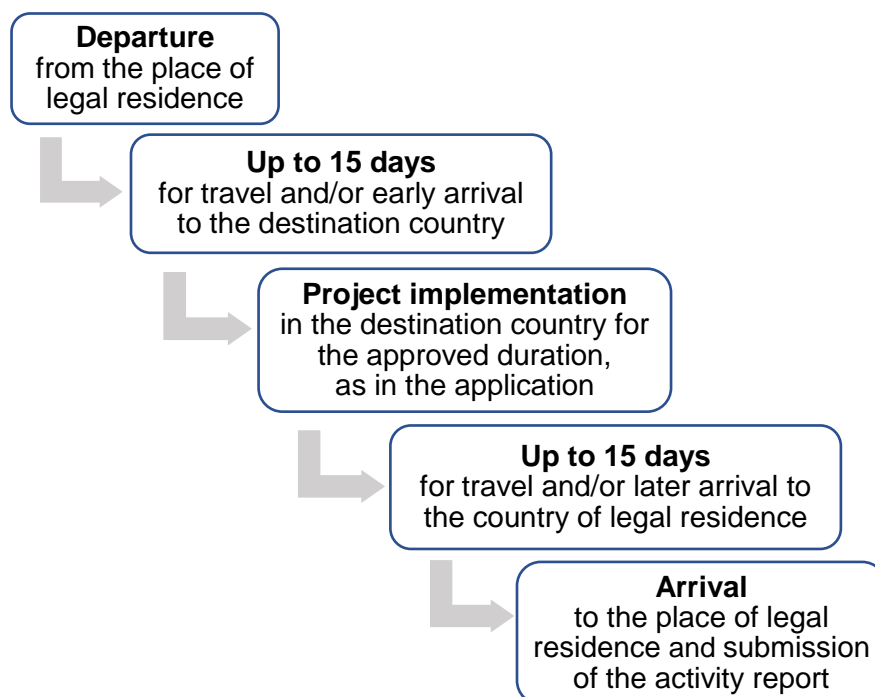 Departure
from the place of
legal residence
Up to 15 days
for travel and/or early arrival
to the destination country
Project implementation
in the destination country for
the approved duration,
as in the application
Up to 15 days
for travel and/or later arrival to
the country of legal residence
Arrival
to the place of legal
residence and submission
of the activity report